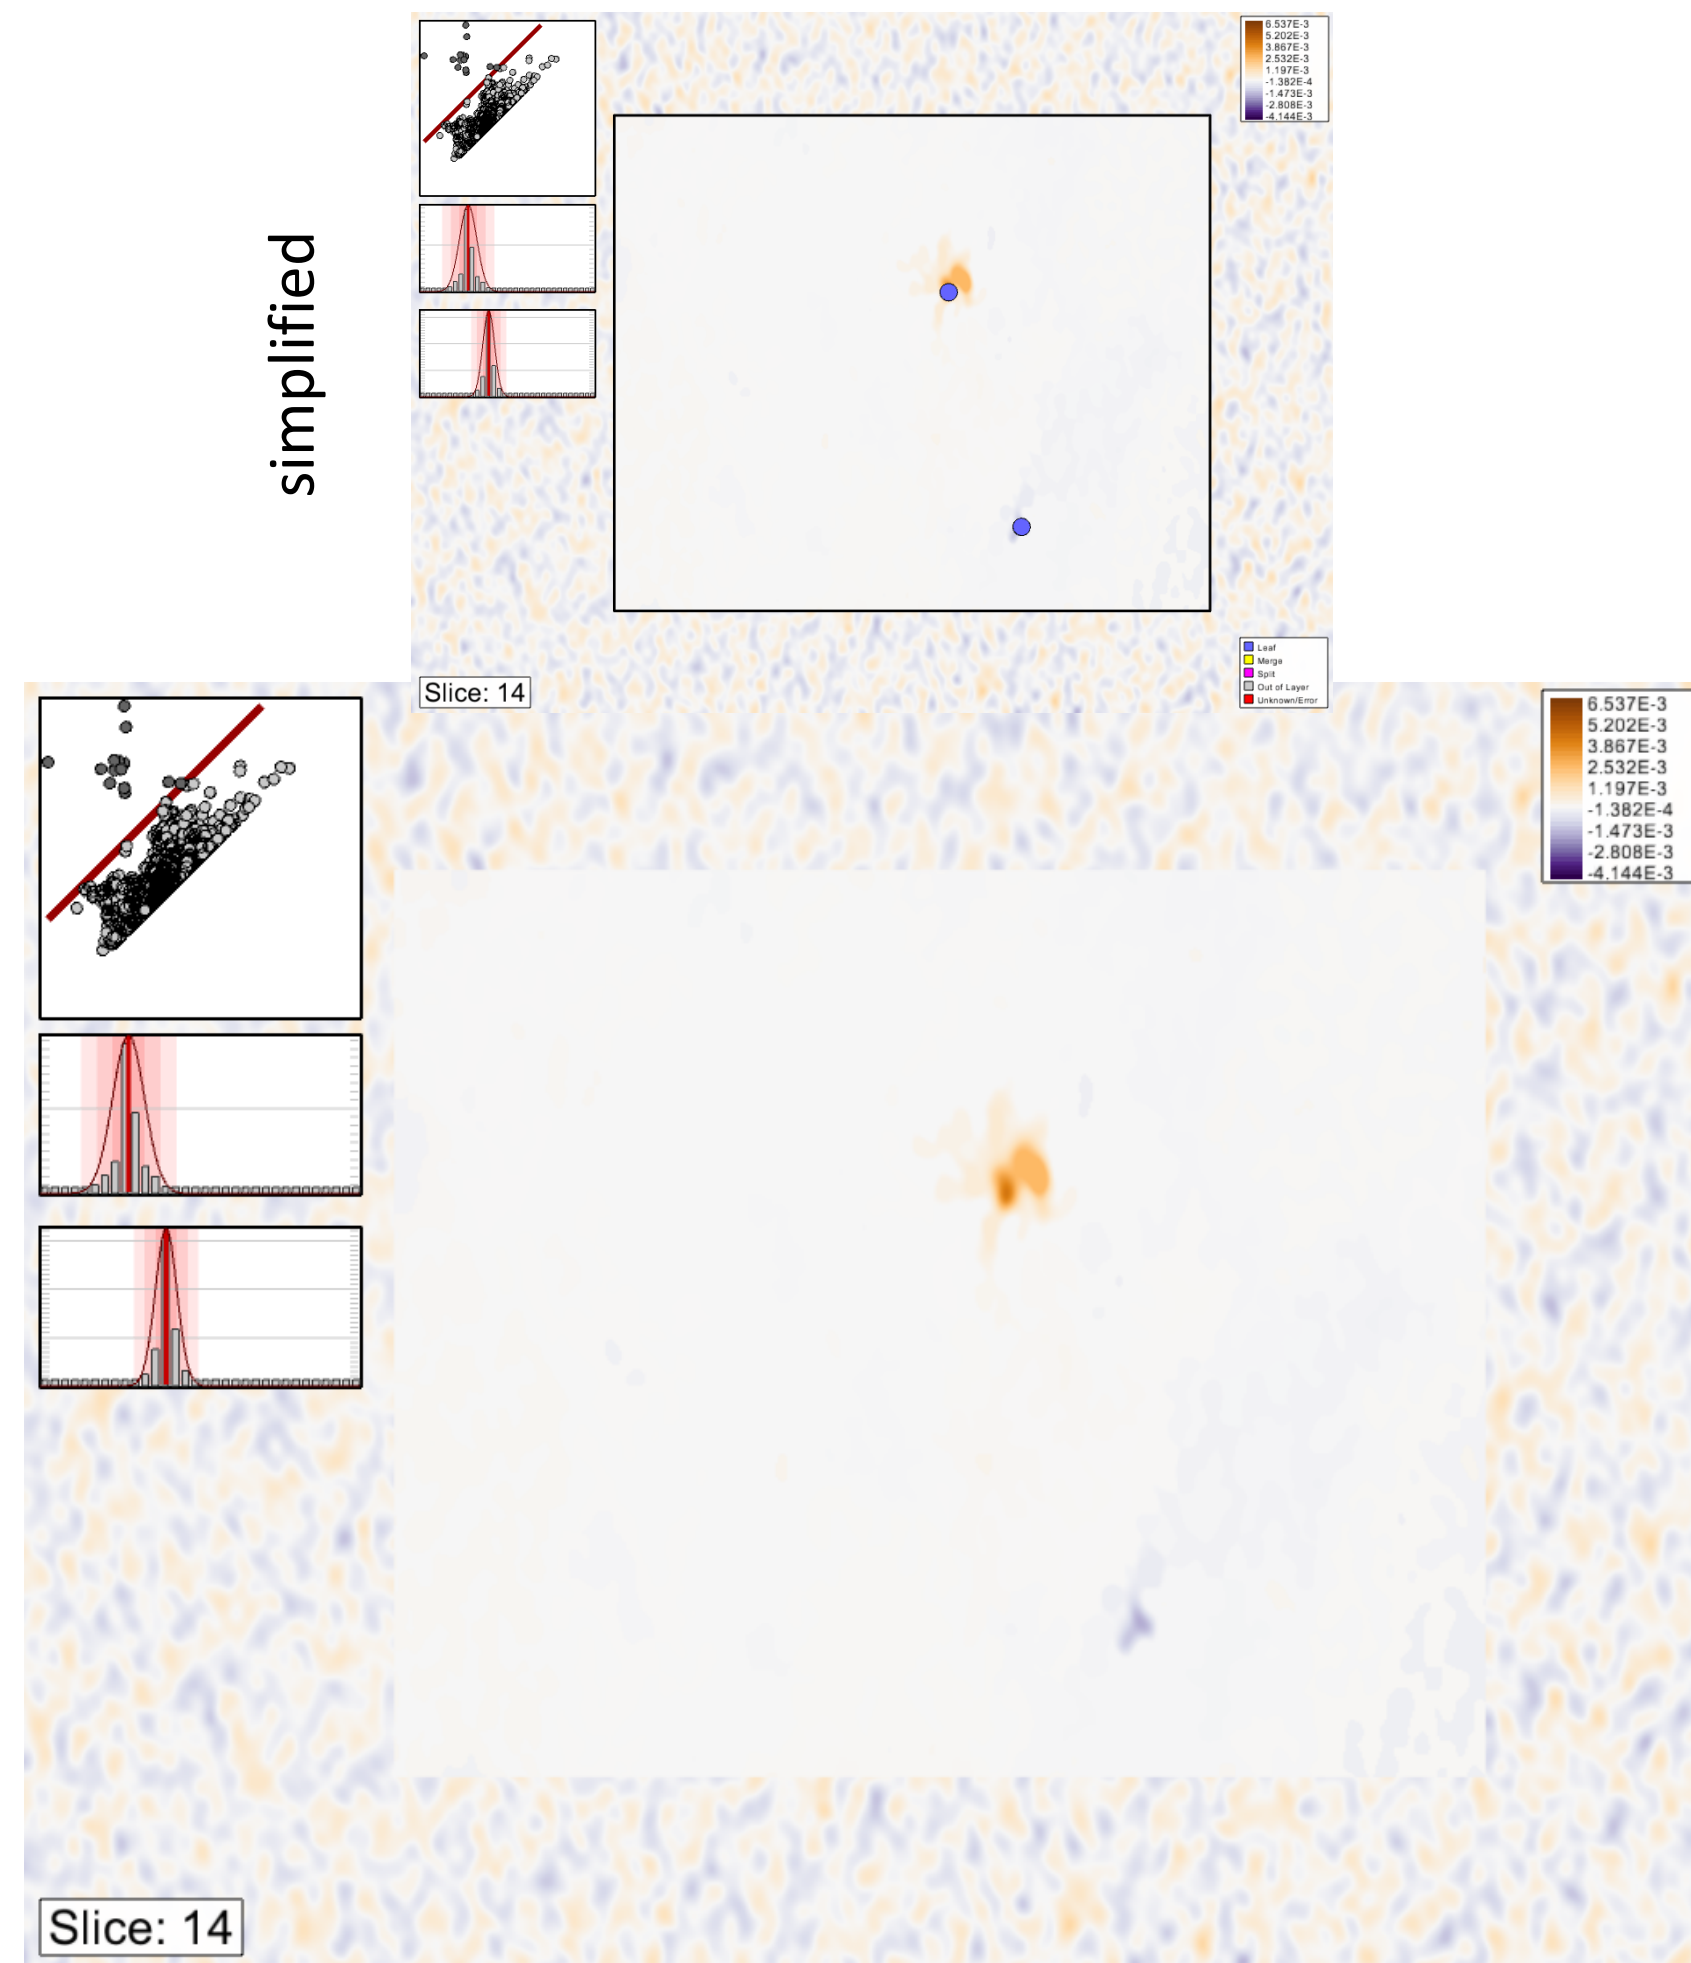 simplified
6.537E-3
5.202E-3
3.867E-3
2.532E-3
1.197E-3
-1.382E-4
-1.473E-3
-2.808E-3
-4.144E-3
Leaf
Merge
Split
Out of Layer
Unknown/Error
Slice: 14
6.537E-3
5.202E-3
3.867E-3
2.532E-3
1.197E-3
-1.382E-4
-1.473E-3
-2.808E-3
-4.144E-3
Slice: 14